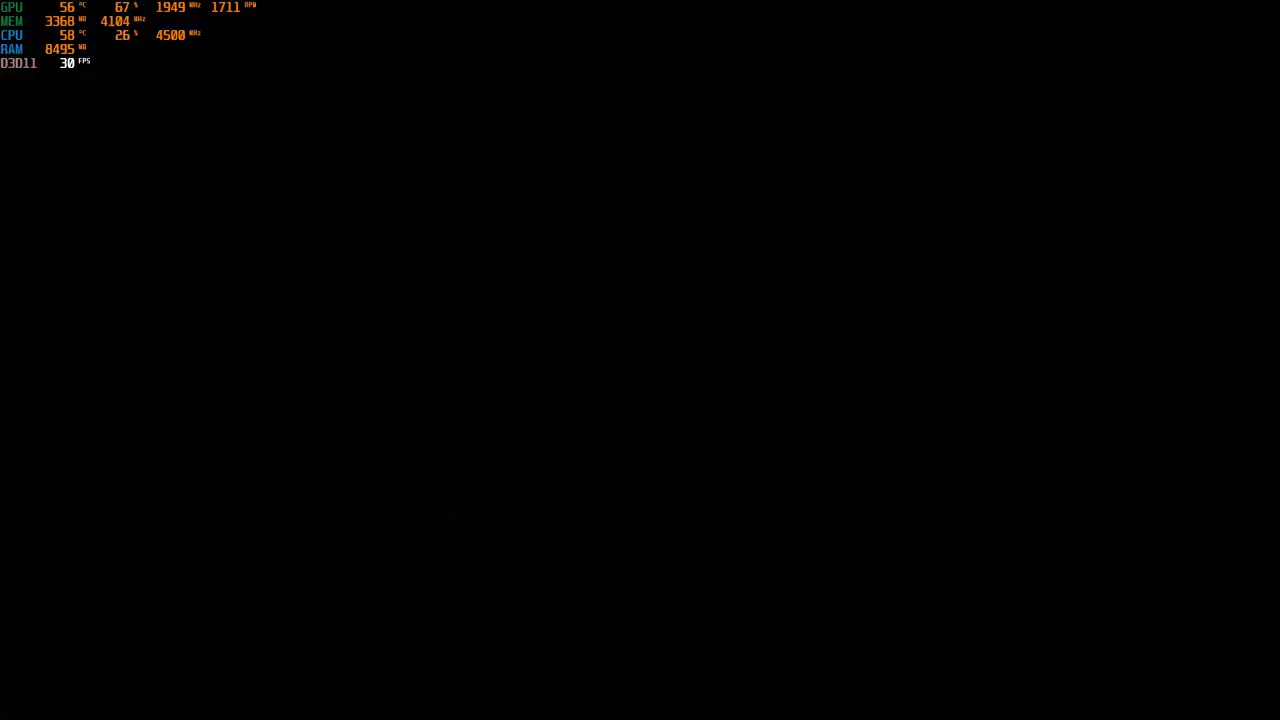 GPU 56 °C 67 % 1949 MHz 1711 RPM
MEM 3368 MB 4104 MHz
CPU 58 °C 26 % 4500 MHz
RAM 8495 MB
D3D11 30 FPS